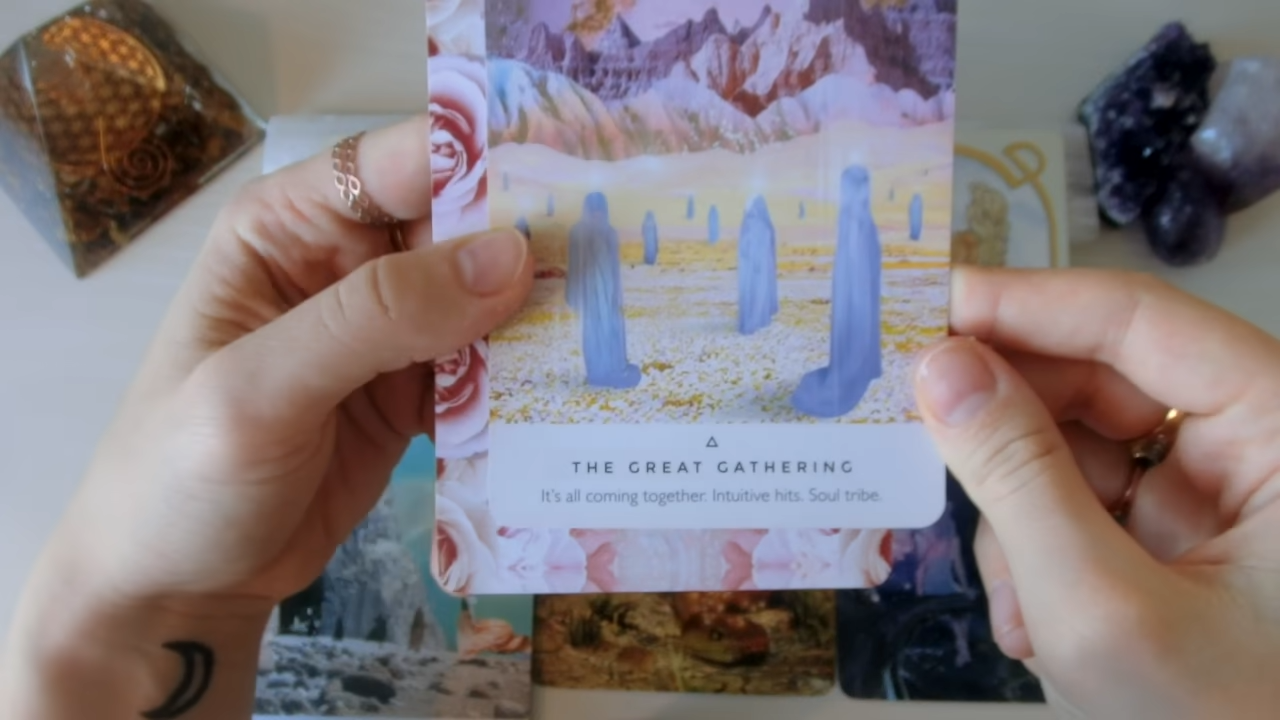 THE GREAT GATHERING
It's all coming together. Intuitive hits. Soul tribe.